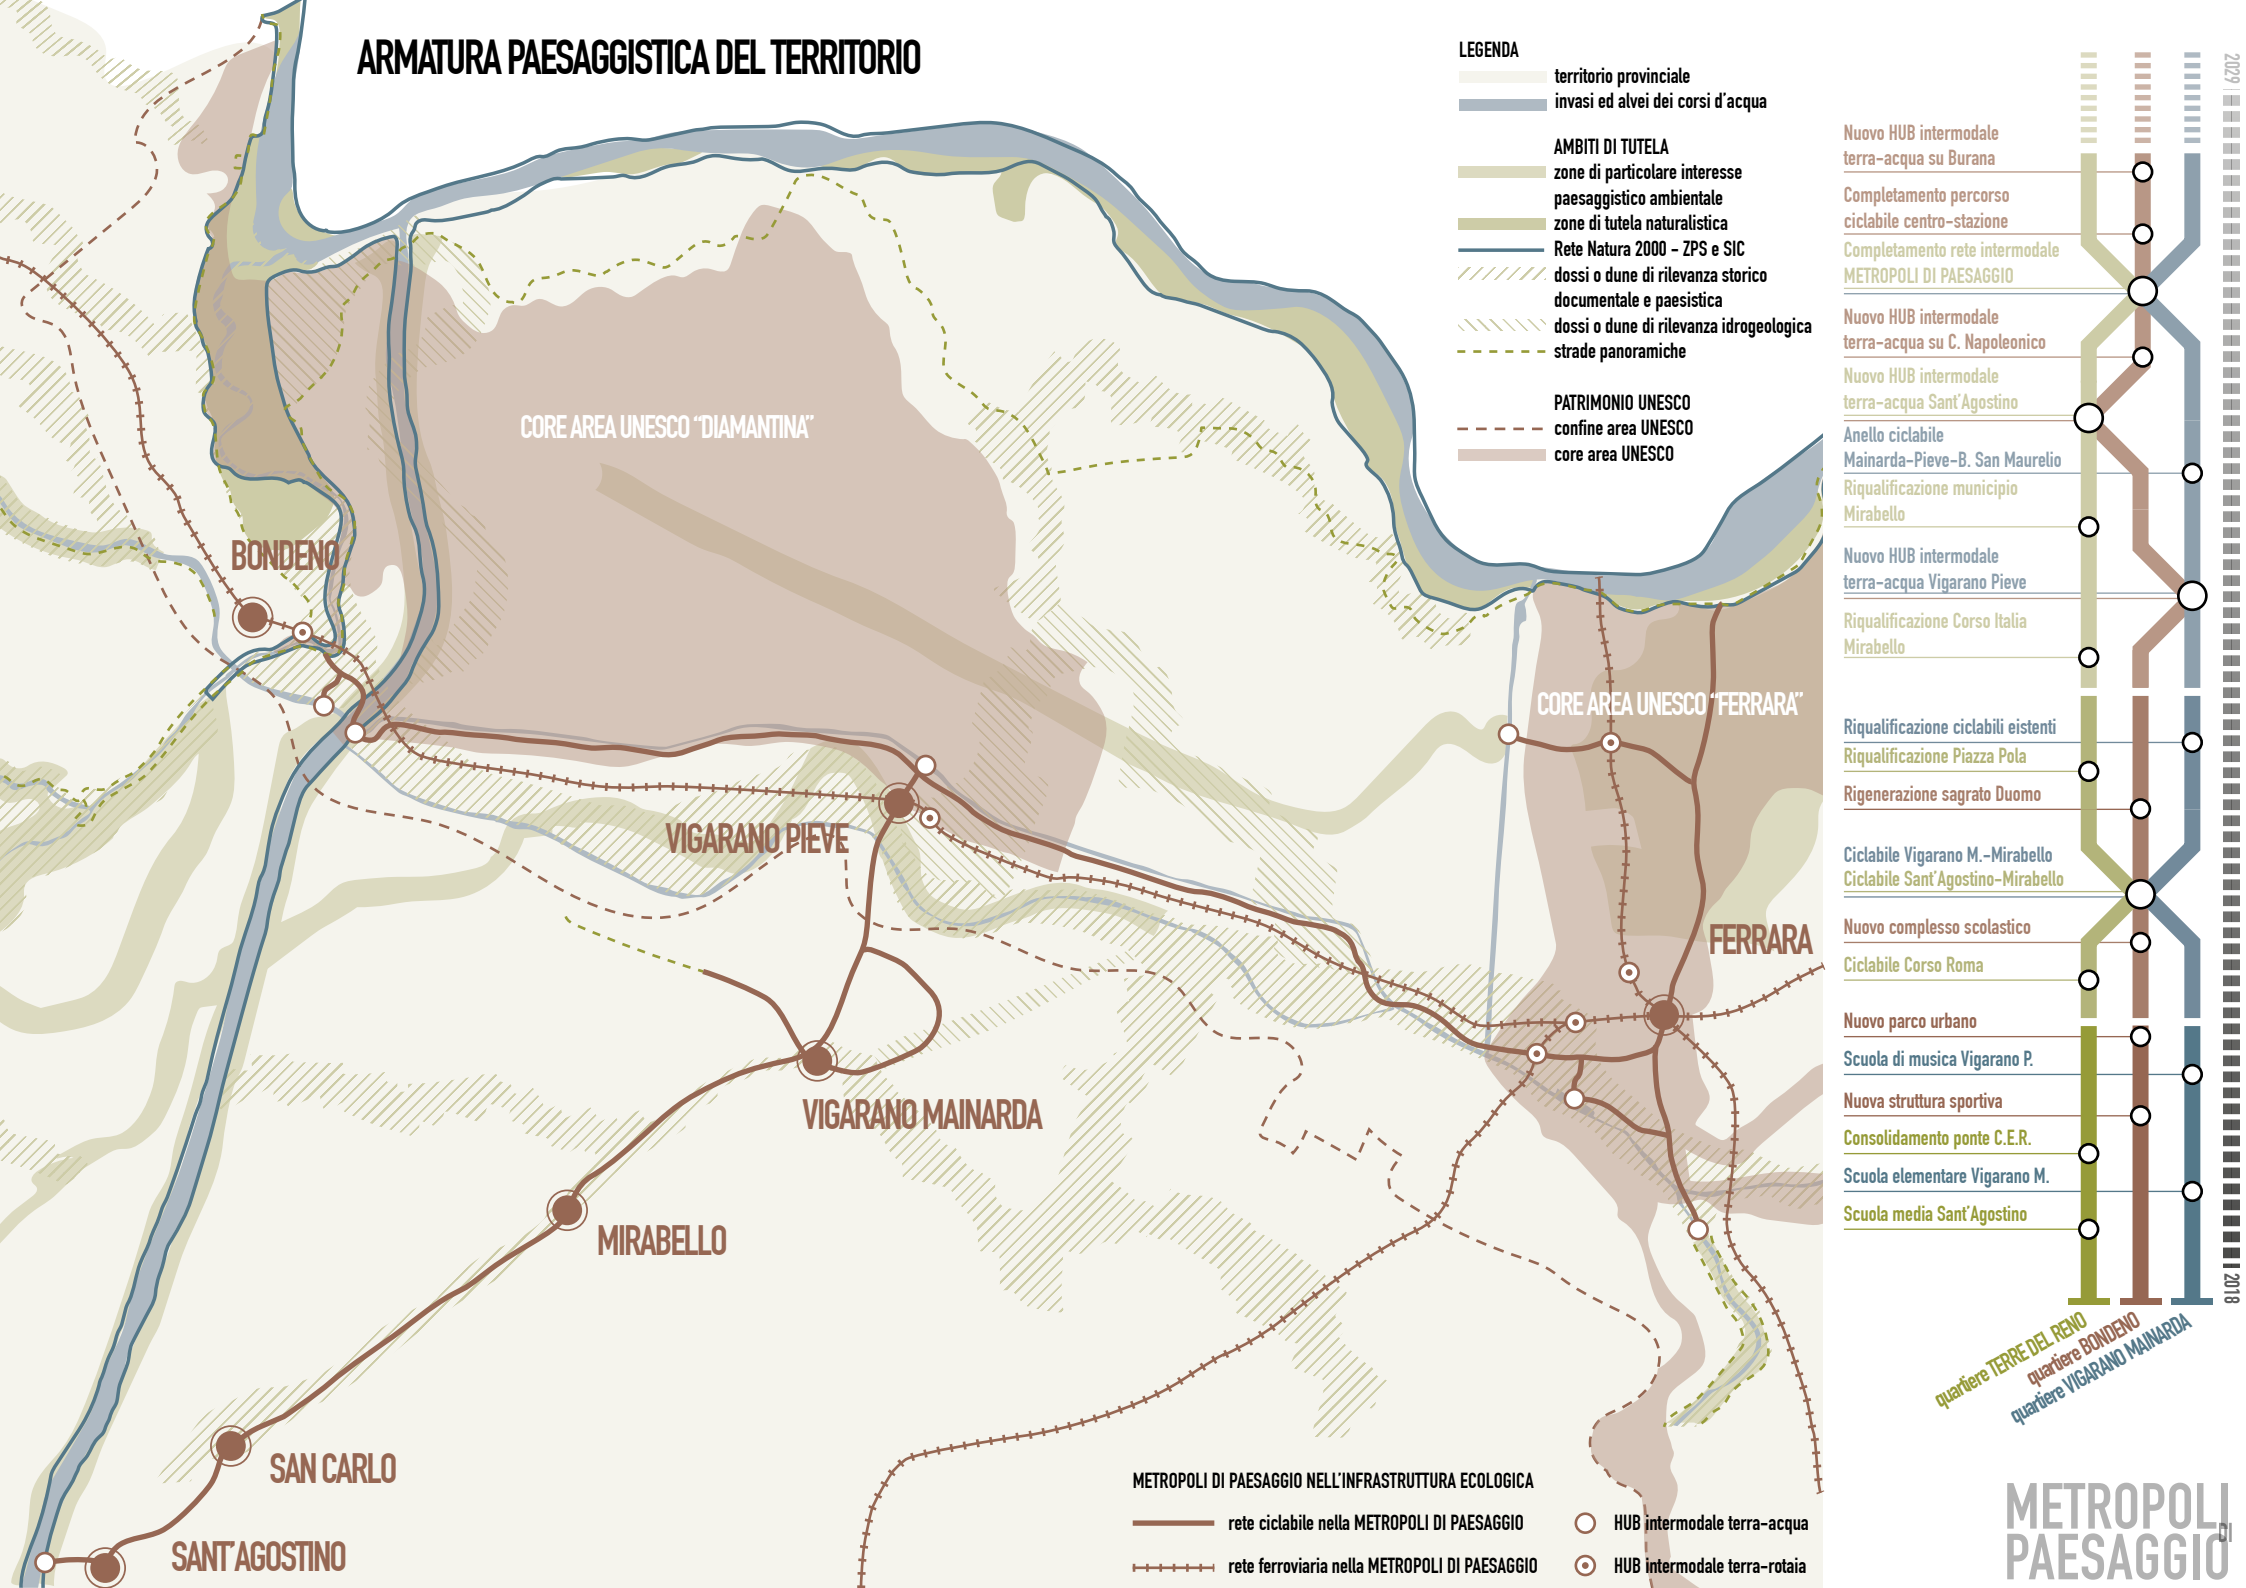 ARMATURA PAESAGGISTICA DEL TERRITORIO
LEGENDA
territorio provinciale
invasi ed alvei dei corsi d'acqua
AMBITI DI TUTELA
zone di particolare interesse
paesaggistico ambientale
zone di tutela naturalistica
Rete Natura 2000 - ZPS e SIC
dossi o dune di rilevanza storico
documentale e paesistica
dossi o dune di rilevanza idrogeologica
strade panoramiche
PATRIMONIO UNESCO
confine area UNESCO
core area UNESCO
CORE AREA UNESCO "DIAMANTINA"
BONDENO
CORE AREA UNESCO "FERRARA"
VIGARANO PIEVE
FERRARA
VIGARANO MAINARDA
MIRABELLO
SAN CARLO
SANT'AGOSTINO
METROPOLI DI PAESAGGIO NELL'INFRASTRUTTURA ECOLOGICA
rete ciclabile nella METROPOLI DI PAESAGGIO
HUB intermodale terra-acqua
rete ferroviaria nella METROPOLI DI PAESAGGIO
HUB intermodale terra-rotaia
2029
Nuovo HUB intermodale
terra-acqua su Burana
Completamento percorso
ciclabile centro-stazione
Completamento rete intermodale
METROPOLI DI PAESAGGIO
Nuovo HUB intermodale
terra-acqua su C. Napoleonico
Nuovo HUB intermodale
terra-acqua Sant'Agostino
Anello ciclabile
Mainarda-Pieve-B. San Maurelio
Riqualificazione municipio
Mirabello
Nuovo HUB intermodale
terra-acqua Vigarano Pieve
Riqualificazione Corso Italia
Mirabello
Riqualificazione ciclabili eistenti
Riqualificazione Piazza Pola
Rigenerazione sagrato Duomo
Ciclabile Vigarano M.-Mirabello
Ciclabile Sant'Agostino-Mirabello
Nuovo complesso scolastico
Ciclabile Corso Roma
Nuovo parco urbano
Scuola di musica Vigarano P.
Nuova struttura sportiva
Consolidamento ponte C.E.R.
Scuola elementare Vigarano M.
Scuola media Sant'Agostino
2018
quartiere TERRE DEL RENO
quartiere BONDENO
quartiere VIGARANO MAINARDA
METROPOLI
DI
PAESAGGIO